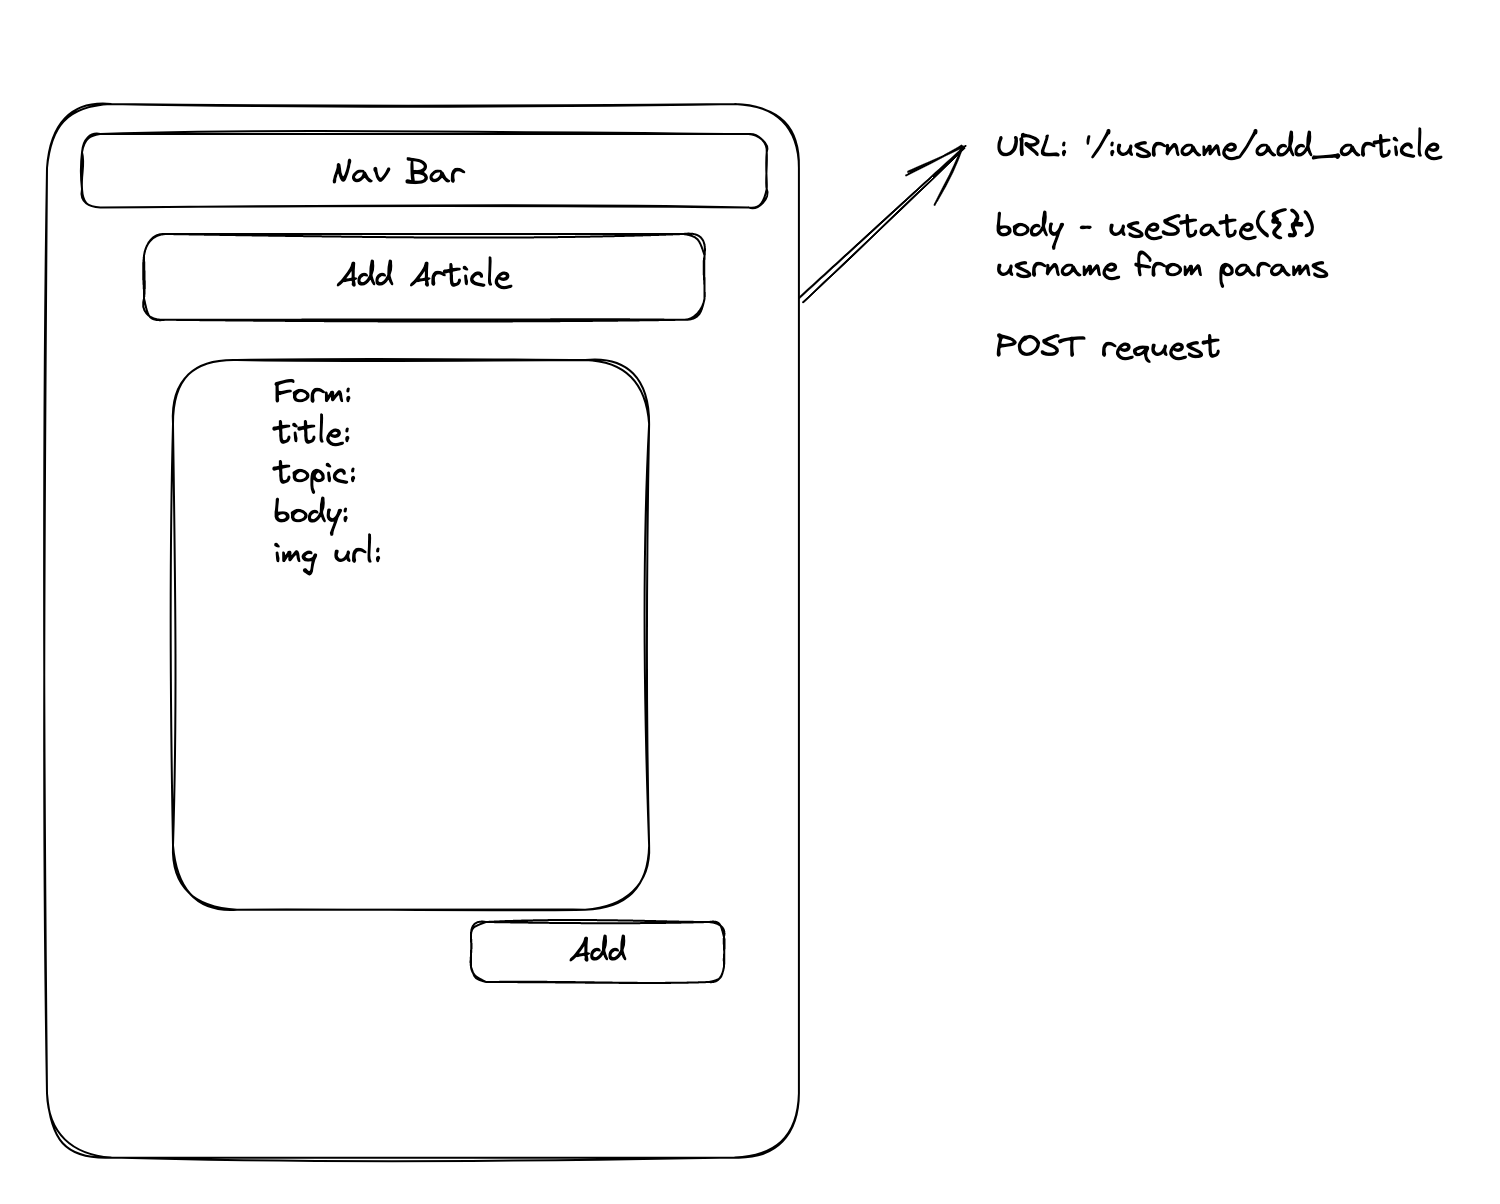 Nav Bar
Add Article
Form:
title:
topic:
body:
img url:
Add
URL: '/:usrname/add_article
body - useState({})
usrname from params
POST request